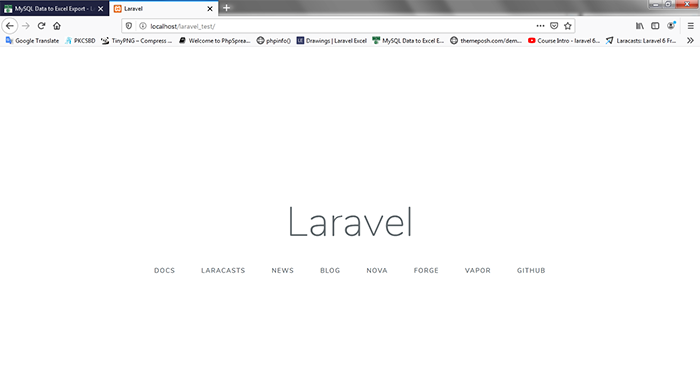 MySQL Data to Excel Export - L
Laravel
localhost/laravel_test/
Google Translate PKCSBD TinyPNG – Compress ... Welcome to PhpSprea... phpinfo() Drawings | Laravel Excel MySQL Data to Excel E... themeposh/dem... Course Intro - laravel 6... Laracasts: Laravel 6 Fr...
Laravel
DOCS LARACASTS NEWS BLOG NOVA FORGE VAPOR GITHUB